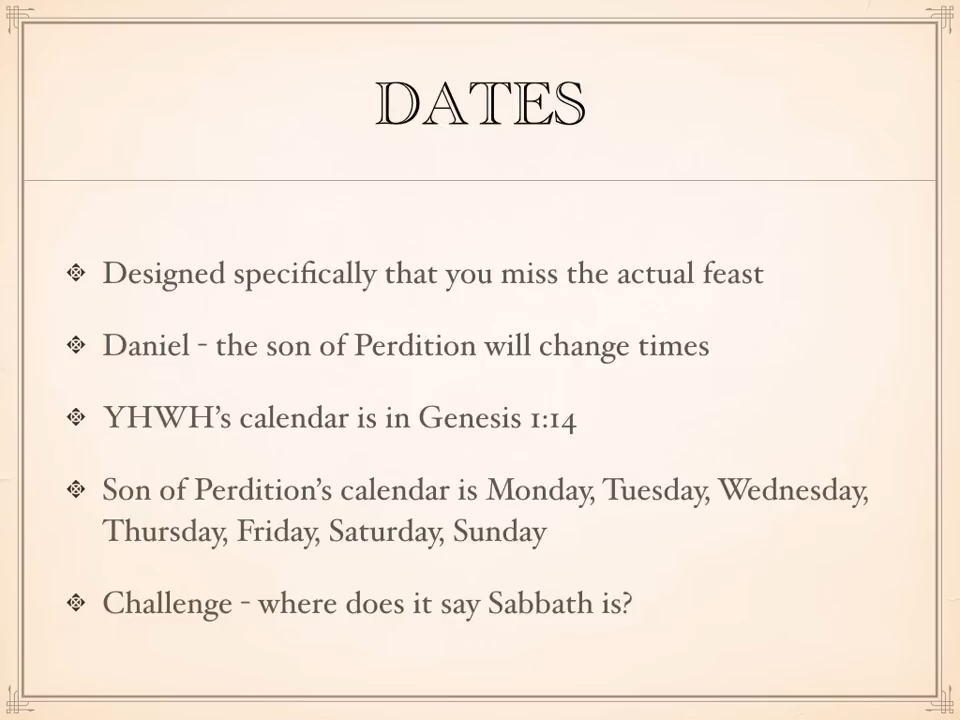 DATES
Designed specifically that you miss the actual feast
Daniel - the son of Perdition will change times
YHWH’s calendar is in Genesis 1:14
Son of Perdition’s calendar is Monday, Tuesday, Wednesday,
Thursday, Friday, Saturday, Sunday
Challenge - where does it say Sabbath is?